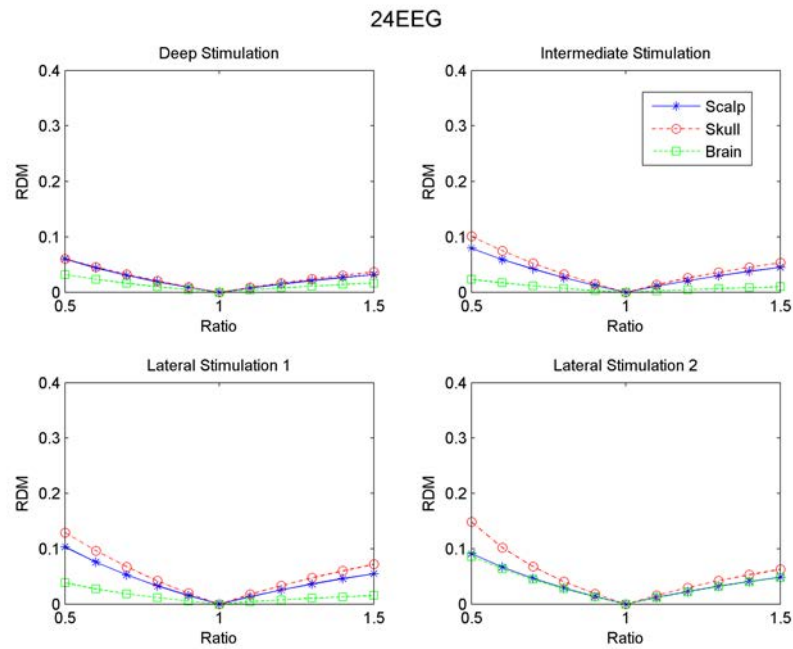 24EEG
Deep Stimulation
0.4
0.3
RDM
0.2
0.1
0
0.5
1
1.5
Ratio
Intermediate Stimulation
0.4
0.3
RDM
0.2
0.1
0
0.5
1
1.5
Ratio
Scalp
Skull
Brain
Lateral Stimulation 1
0.4
0.3
RDM
0.2
0.1
0
0.5
1
1.5
Ratio
Lateral Stimulation 2
0.4
0.3
RDM
0.2
0.1
0
0.5
1
1.5
Ratio